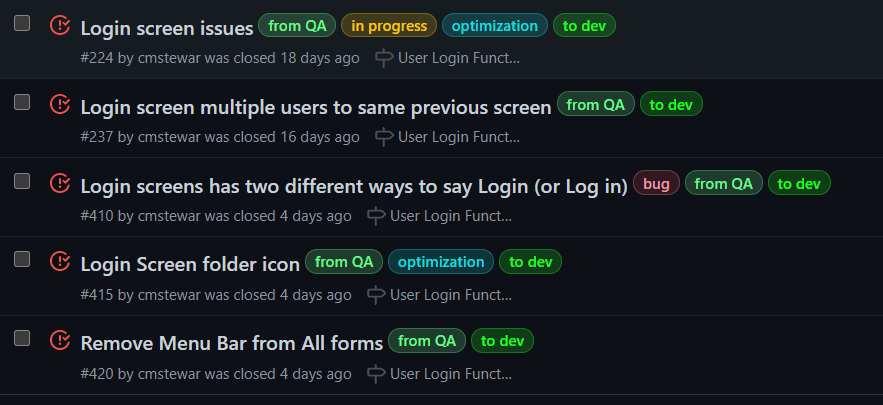 Login screen issues from QA in progress optimization to dev
#224 by cmstewar was closed 18 days ago User Login Funct...
Login screen multiple users to same previous screen from QA to dev
#237 by cmstewar was closed 16 days ago User Login Funct...
Login screens has two different ways to say Login (or Log in) bug from QA to dev
#410 by cmstewar was closed 4 days ago User Login Funct...
Login Screen folder icon from QA optimization to dev
#415 by cmstewar was closed 4 days ago User Login Funct...
Remove Menu Bar from All forms from QA to dev
#420 by cmstewar was closed 4 days ago User Login Funct...